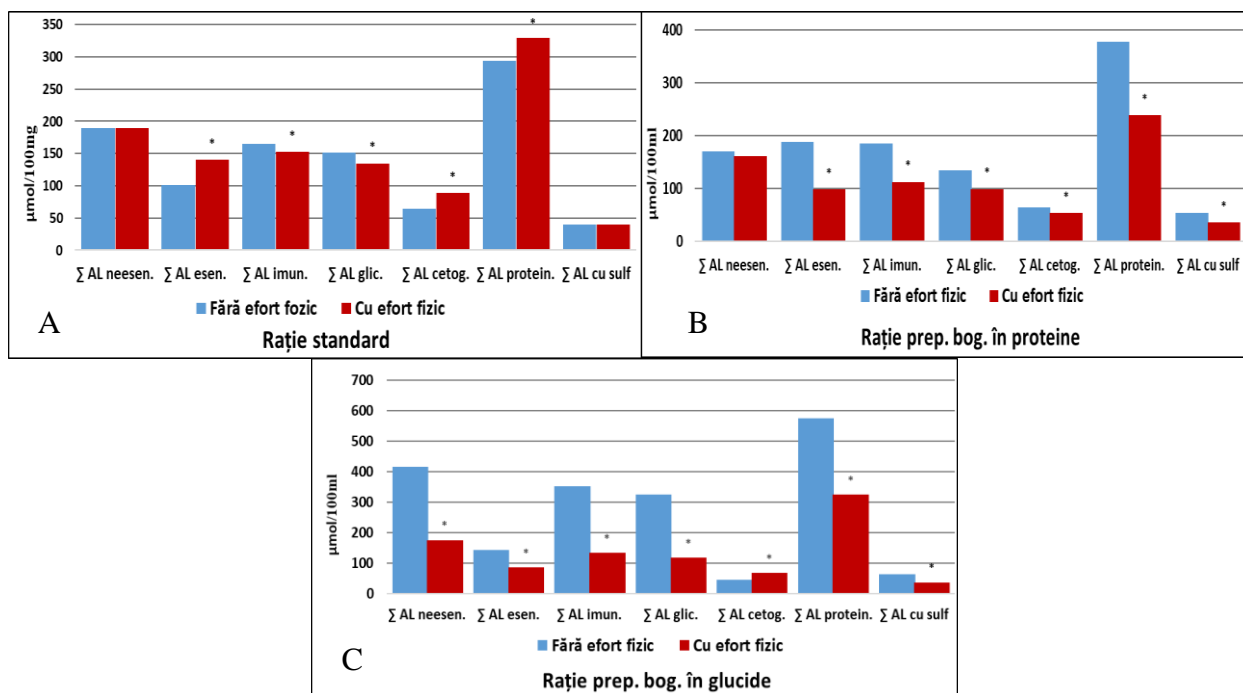 350
300
250
200
150
100
50
0
µmol/100mg
* * * * *
∑ AL neesen. ∑ AL esen. ∑ AL imun. ∑ AL glic. ∑ AL cetog. ∑ AL protein. ∑ AL cu sulf
Fără efort fozic Cu efort fizic
A
Rație standard
400
300
200
100
0
µmol/100ml
* * * * * *
∑ AL neesen. ∑ AL esen. ∑ AL imun. ∑ AL glic. ∑ AL cetog. ∑ AL protein. ∑ AL cu sulf
Fără efort fizic Cu efort fizic
B
Rație prep. bog. în proteine
700
600
500
400
300
200
100
0
µmol/100ml
* * * * * * *
∑ AL neesen. ∑ AL esen. ∑ AL imun. ∑ AL glic. ∑ AL cetog. ∑ AL protein. ∑ AL cu sulf
Fără efort fizic Cu efort fizic
C
Rație prep. bog. în glucide